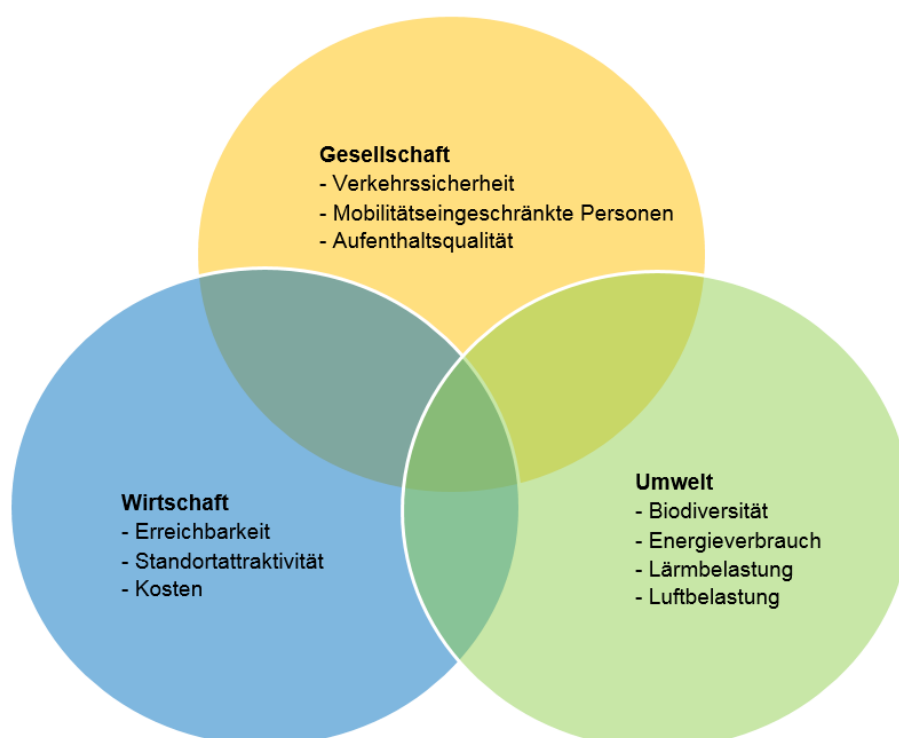 Gesellschaft
- Verkehrssicherheit
- Mobilitätseingeschränkte Personen
- Aufenthaltsqualität
Wirtschaft
- Erreichbarkeit
- Standortattraktivität
- Kosten
Umwelt
- Biodiversität
- Energieverbrauch
- Lärmbelastung
- Luftbelastung